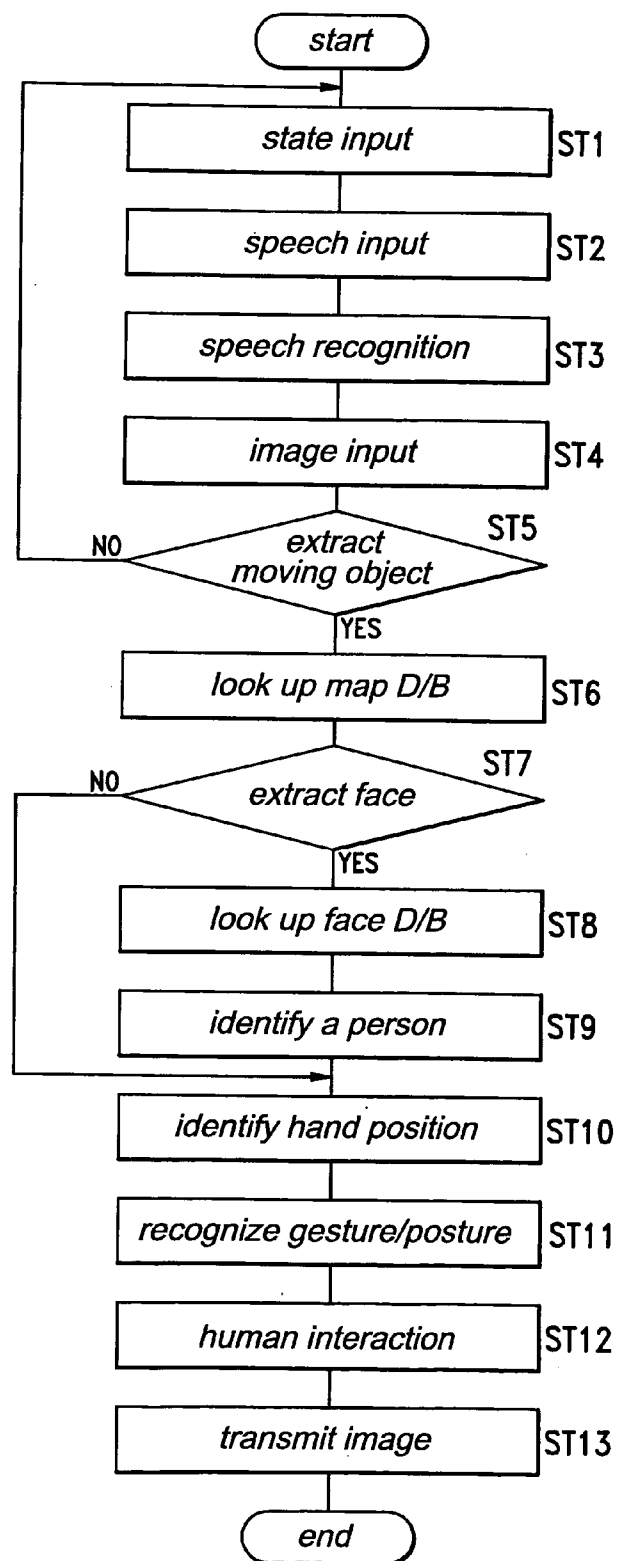 start
state input ST1
speech input ST2
speech recognition ST3
image input ST4
ST5
NO extract
moving object
YES
look up map D/B ST6
ST7
NO extract face
YES
look up face D/B ST8
identify a person ST9
identify hand position ST10
recognize gesture/posture ST11
human interaction ST12
transmit image ST13
end